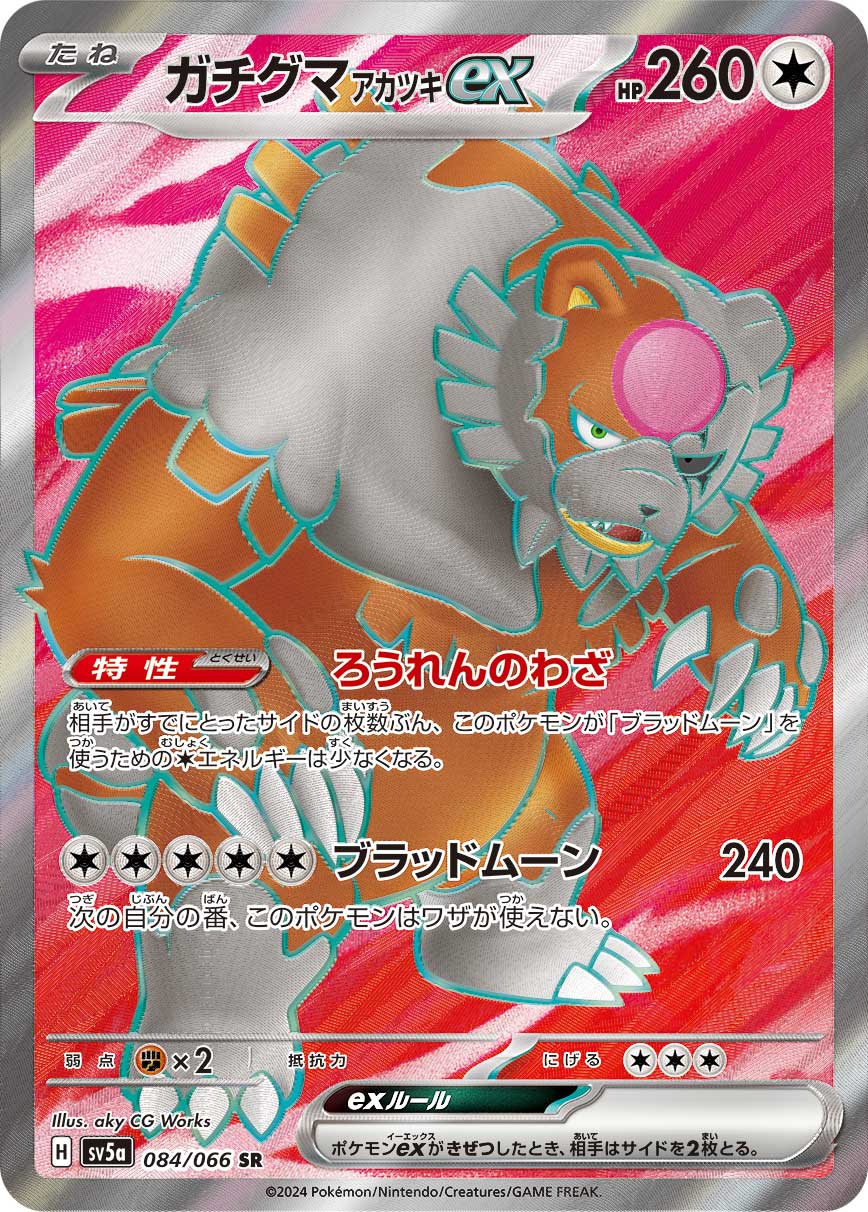 たね ガチグマ アカツキ ex HP260
特性 とくせい ろうれんのわざ
相手がすでにとったサイドの枚数ぶん、このポケモンが「ブラッドムーン」を
使うためのエネルギーは少なくなる。
ブラッドムーン 240
次の自分の番、このポケモンはワザが使えない。
弱点 ×2 抵抗力 にげる
exルール
ポケモンexがきぜつしたとき、相手はサイドを2枚とる。
Illus. aky CG Works
H sv5a 084/066 SR
©2024 Pokémon/Nintendo/Creatures/GAME FREAK.